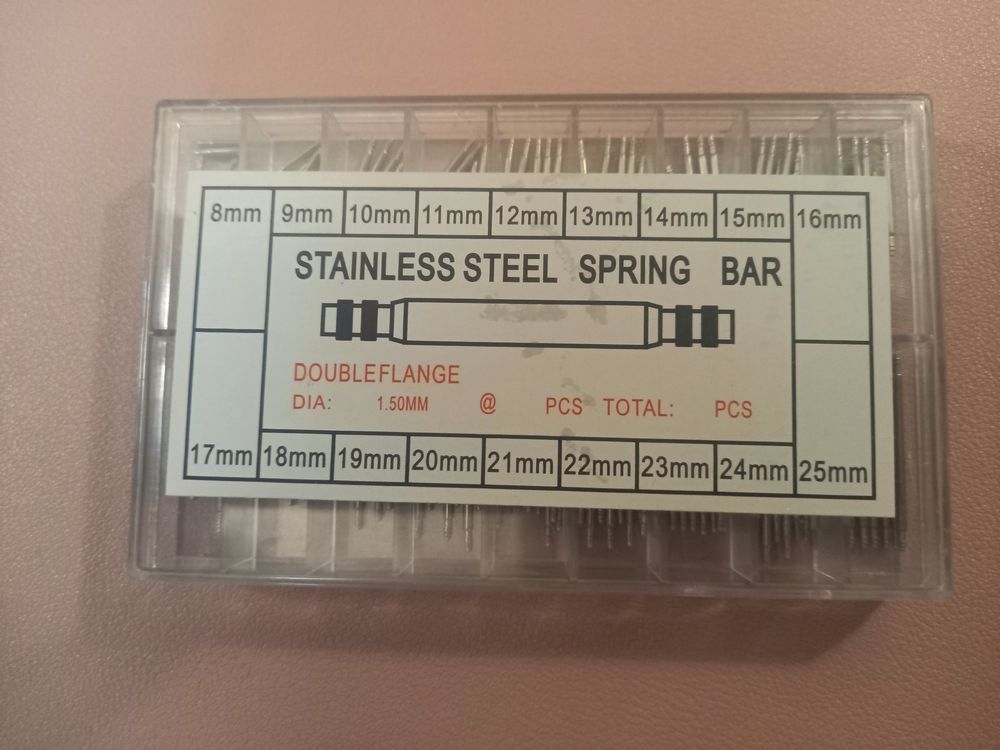 8mm 9mm 10mm 11mm 12mm 13mm 14mm 15mm 16mm
STAINLESS STEEL SPRING BAR
DOUBLEFLANGE
DIA: 1.50MM @ PCS TOTAL: PCS
17mm 18mm 19mm 20mm 21mm 22mm 23mm 24mm 25mm